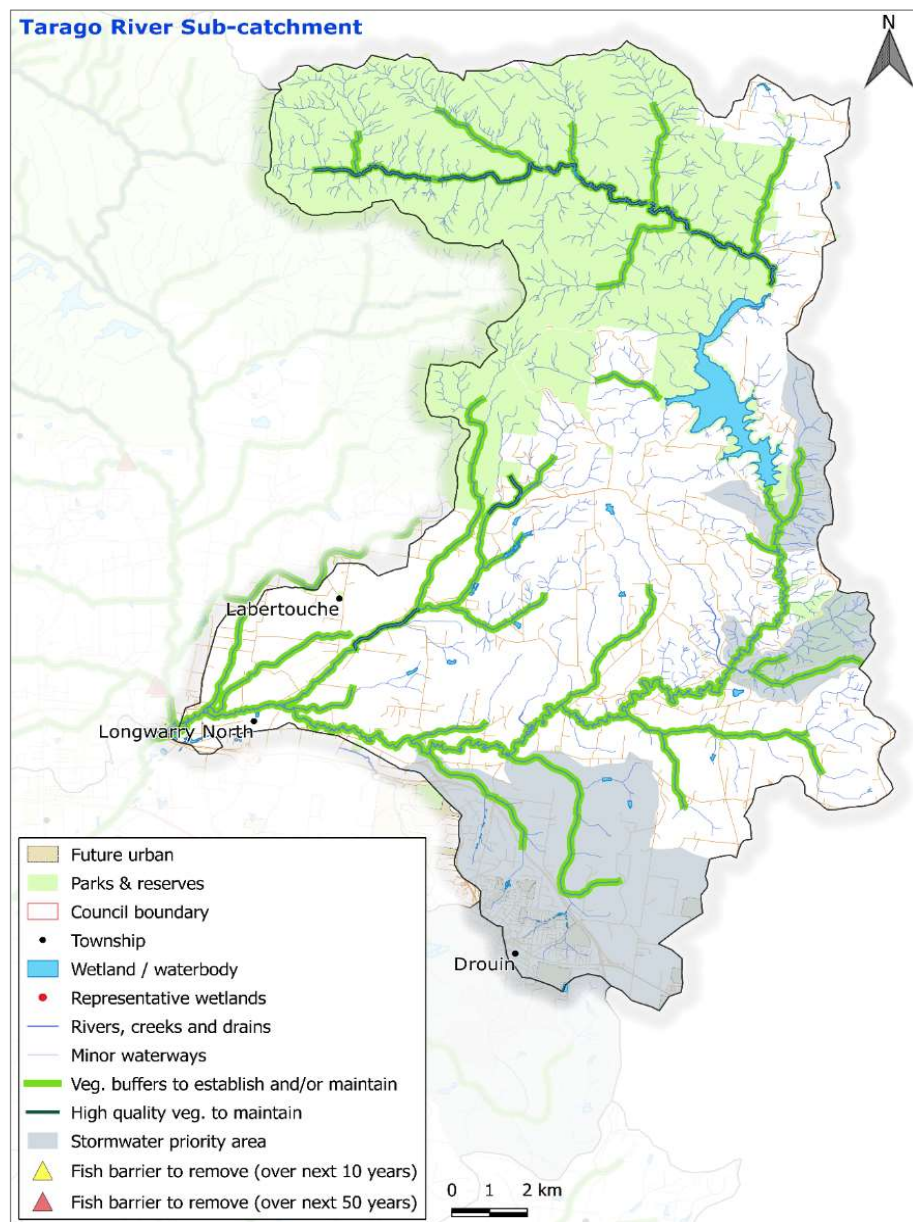 Tarago River Sub-catchment
N
Labertouche
Longwarry North
Drouin
Future urban
Parks & reserves
Council boundary
Township
Wetland / waterbody
Representative wetlands
Rivers, creeks and drains
Minor waterways
Veg. buffers to establish and/or maintain
High quality veg. to maintain
Stormwater priority area
Fish barrier to remove (over next 10 years)
Fish barrier to remove (over next 50 years)
0 1 2 km